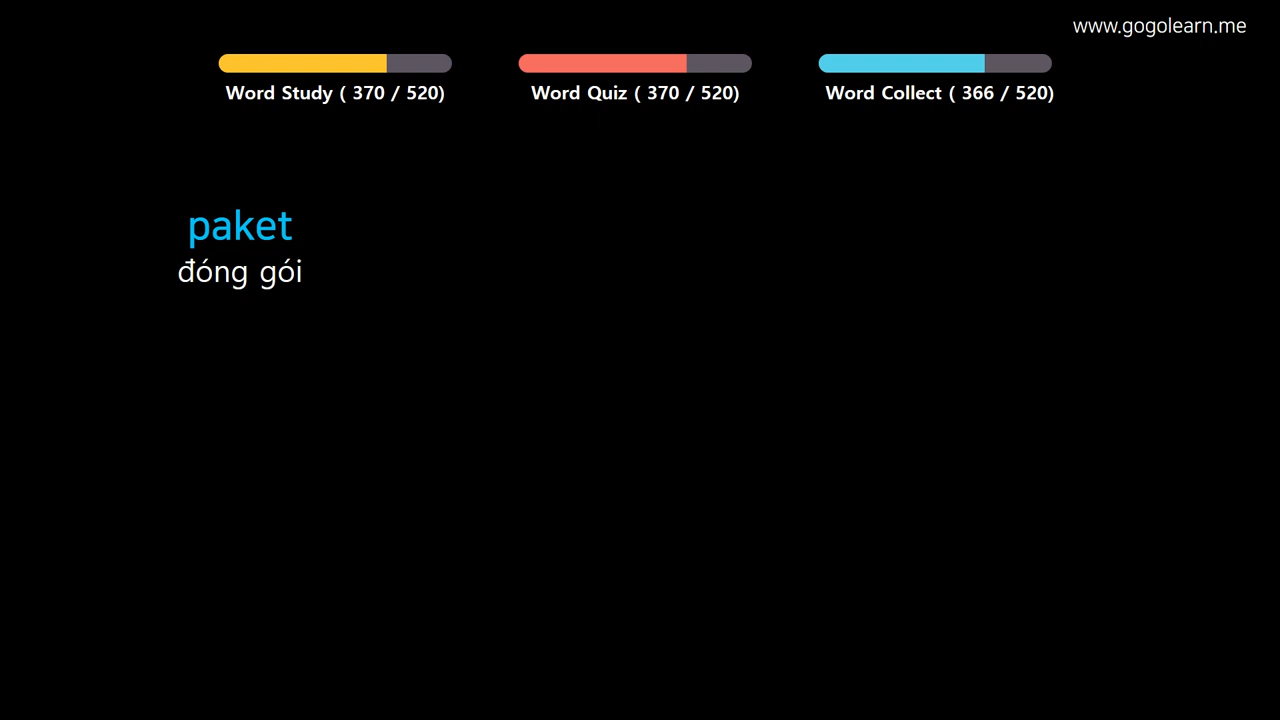 www.gogolearn.me
Word Study ( 370 / 520)
Word Quiz ( 370 / 520)
Word Collect ( 366 / 520)
paket
đóng gói